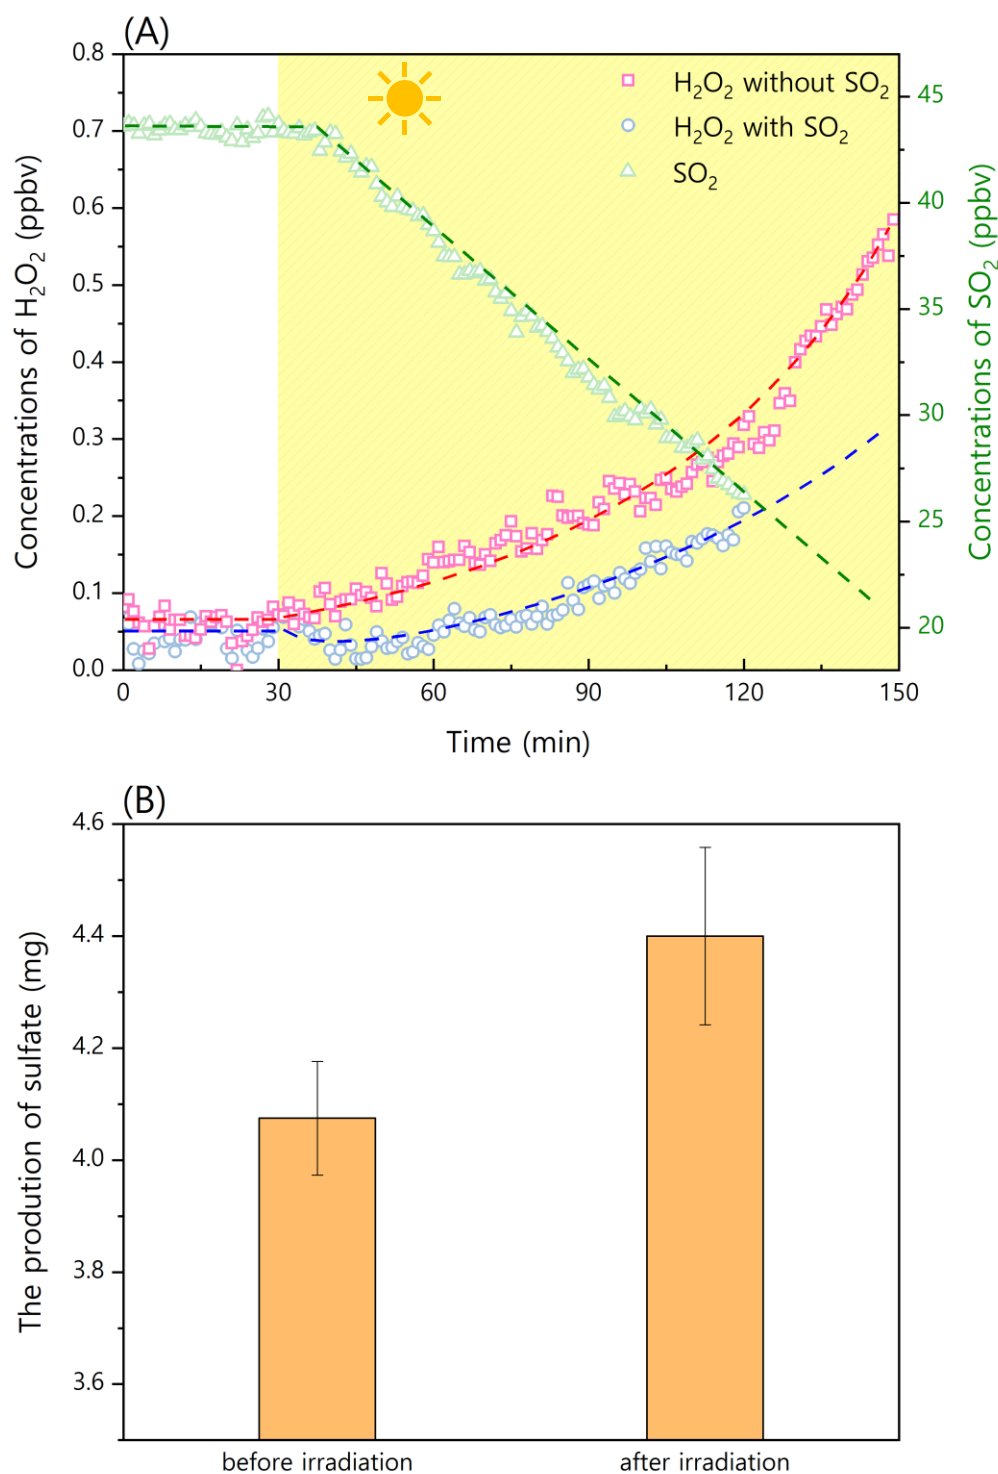 (A)
0.8
0.7
0.6
0.5
0.4
0.3
0.2
0.1
0.0
Concentrations of H₂O₂ (ppbv)
H₂O₂ without SO₂
H₂O₂ with SO₂
SO₂
45
40
35
30
25
20
Concentrations of SO₂ (ppbv)
0 30 60 90 120 150
Time (min)
(B)
4.6
4.4
4.2
4.0
3.8
3.6
The prodution of sulfate (mg)
before irradiation after irradiation